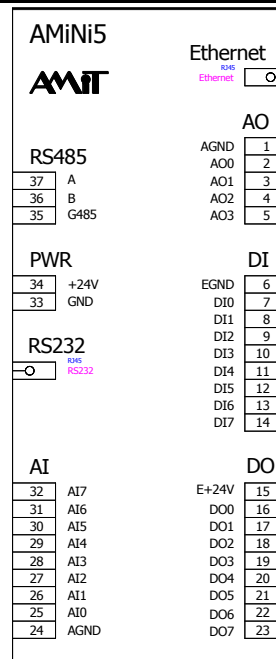 AMiNi5
AMiT
Ethernet
RJ45
Ethernet
AO
AGND 1
AO0 2
AO1 3
AO2 4
AO3 5
RS485
37 A
36 B
35 G485
PWR
34 +24V
33 GND
DI
EGND 6
DI0 7
DI1 8
DI2 9
DI3 10
DI4 11
DI5 12
DI6 13
DI7 14
RS232
RJ45
RS232
AI
32 AI7
31 AI6
30 AI5
29 AI4
28 AI3
27 AI2
26 AI1
25 AI0
24 AGND
DO
E+24V 15
DO0 16
DO1 17
DO2 18
DO3 19
DO4 20
DO5 21
DO6 22
DO7 23